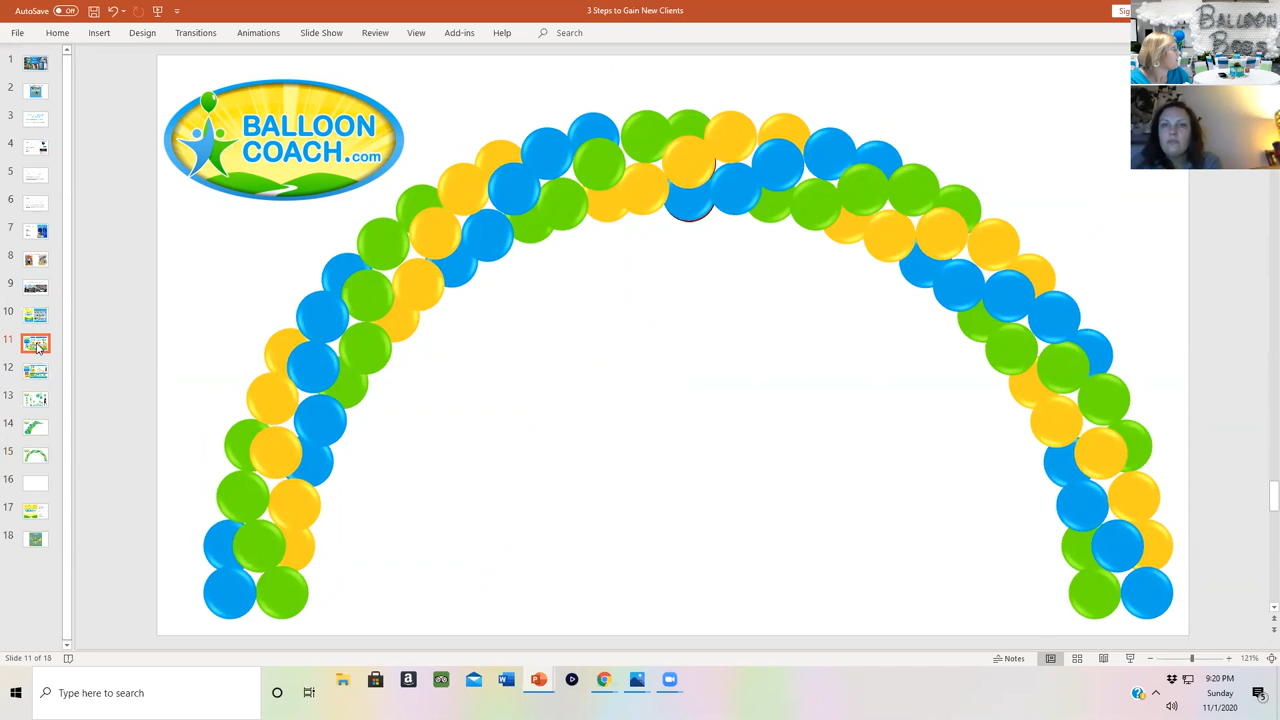 AutoSave Off
3 Steps to Gain New Clients
File Home Insert Design Transitions Animations Slide Show Review View Add-ins Help Search
BALLOON
BOSS
BALLOON
COACH.com
1
2
3
4
5
6
7
8
9
10
11
12
13
14
15
16
17
18
Slide 11 of 18
Notes
121%
Type here to search
9:20 PM
Sunday
11/1/2020
5